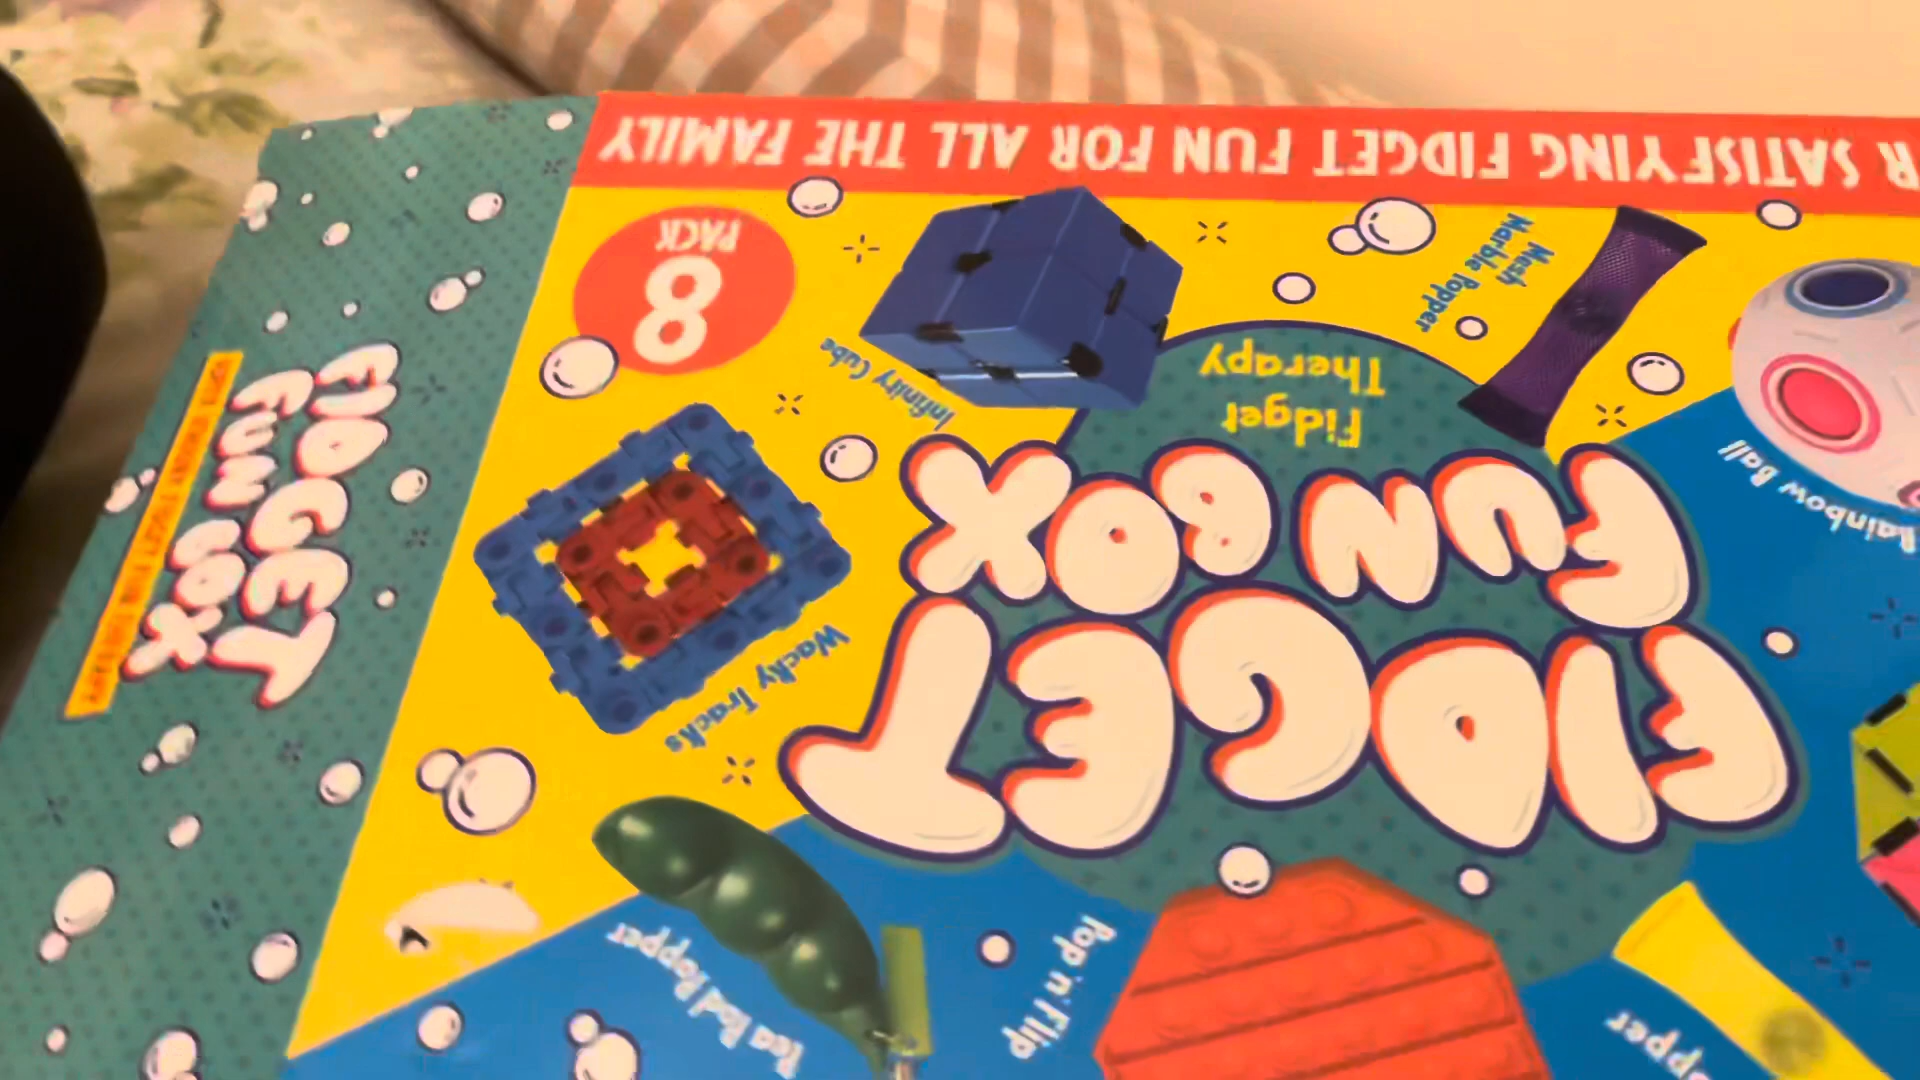 Fidget
Therapy
FIDGET
FUN BOX
Pop 'n' Flip
Pea Pod Popper
opper
Wacky Tracks
Rainbow Ball
Infinity Cube
Mesh
Marble Popper
8
PACK
R SATISFYING FIDGET FUN FOR ALL THE FAMILY
FIDGET
FUN BOX